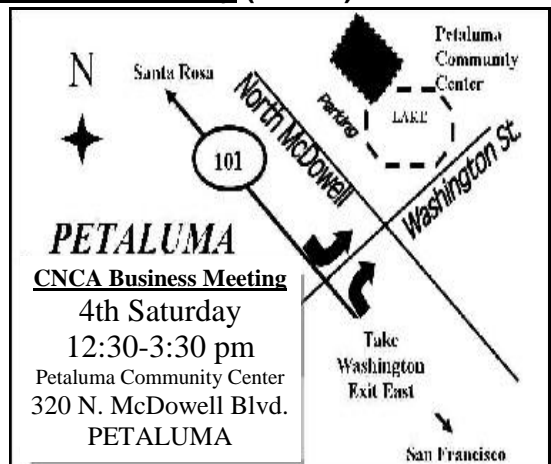 Petaluma
Community
Center
N
Santa Rosa
North McDowell
Parking
LAKE
101
Washington St.
PETALUMA
CNCA Business Meeting
4th Saturday
12:30-3:30 pm
Petaluma Community Center
320 N. McDowell Blvd.
PETALUMA
Take
Washington
Exit East
San Francisco